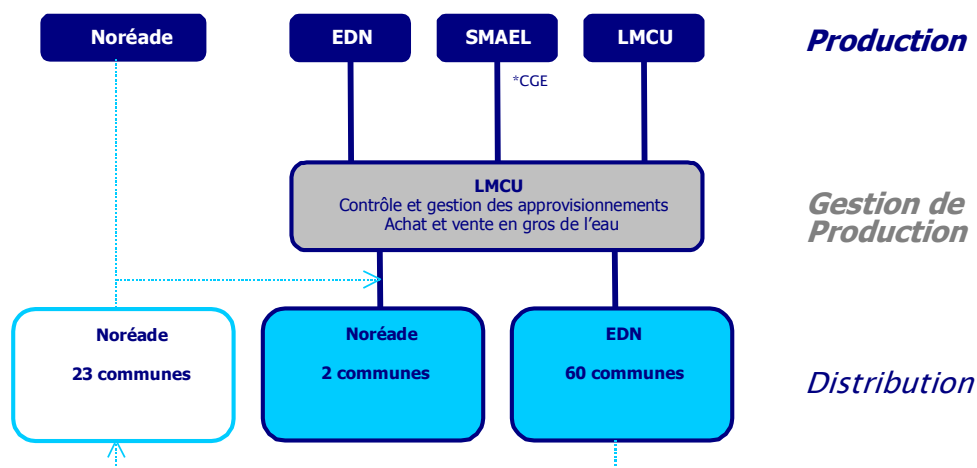 Noréade
EDN
SMAEL
LMCU
Production
*CGE
LMCU
Contrôle et gestion des approvisionnements
Achat et vente en gros de l'eau
Gestion de
Production
Noréade
23 communes
Noréade
2 communes
EDN
60 communes
Distribution